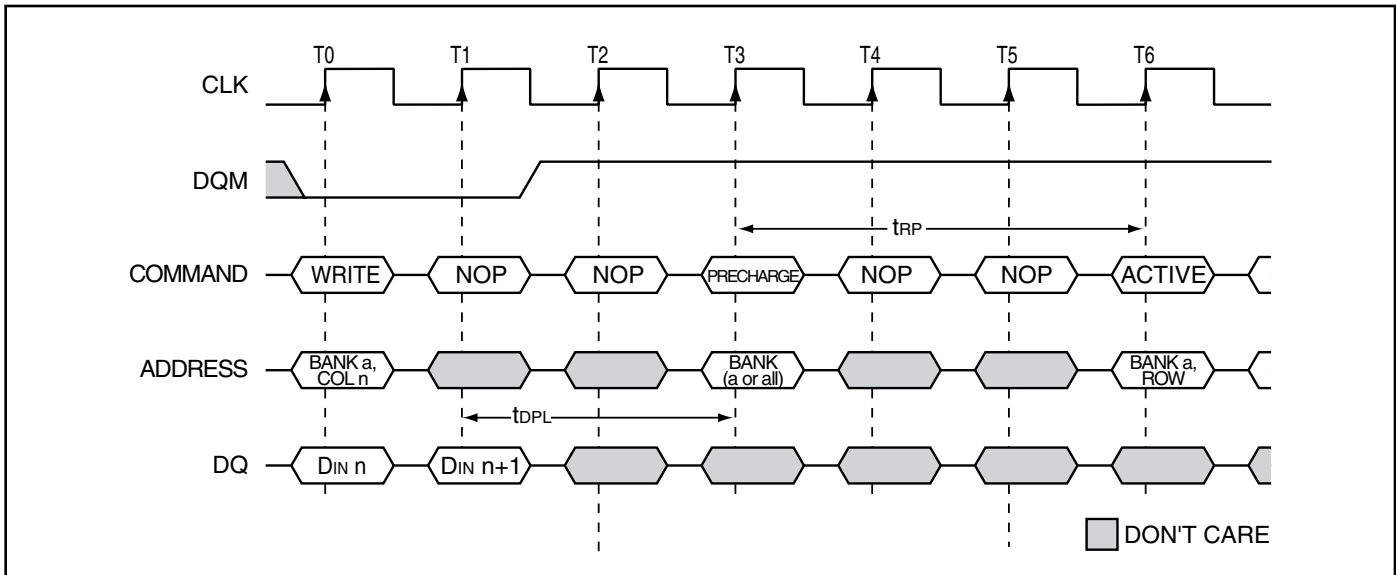 T0 T1 T2 T3 T4 T5 T6
CLK
DQM
tRP
COMMAND WRITE NOP NOP PRECHARGE NOP NOP ACTIVE
ADDRESS BANK a, COL n BANK (a or all) BANK a, ROW
tDPL
DQ DIN n DIN n+1
DON'T CARE